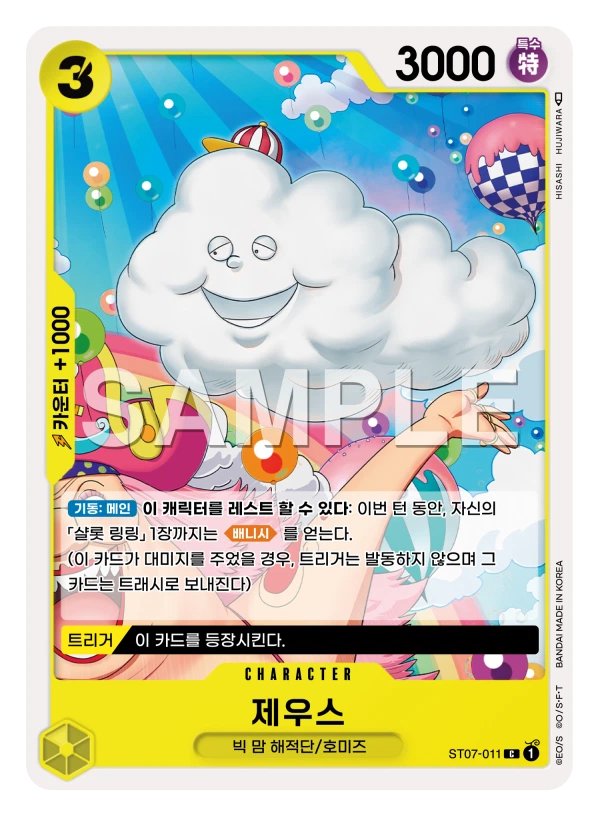 3
3000
특수
特
HISASHI FUJIWARA
카운터 +1000
SAMPLE
기동: 메인 이 캐릭터를 레스트 할 수 있다: 이번 턴 동안, 자신의
「샬롯 링링」 1장까지는 배니시 를 얻는다.
(이 카드가 대미지를 주었을 경우, 트리거는 발동하지 않으며 그
카드는 트래시로 보내진다)
트리거 이 카드를 등장시킨다.
CHARACTER
제우스
빅 맘 해적단/호미즈
ST07-011 C 1
©EO/S ©O/S·F·T BANDAI MADE IN KOREA